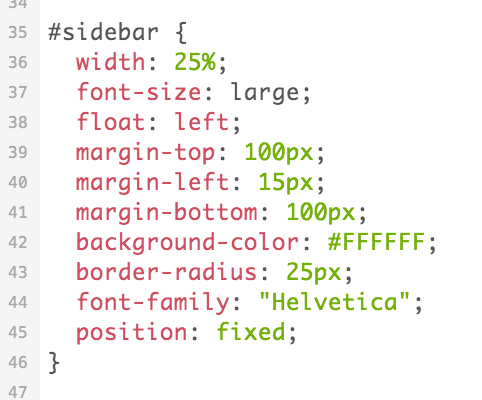 34
35 #sidebar {
36 width: 25%;
37 font-size: large;
38 float: left;
39 margin-top: 100px;
40 margin-left: 15px;
41 margin-bottom: 100px;
42 background-color: #FFFFFF;
43 border-radius: 25px;
44 font-family: "Helvetica";
45 position: fixed;
46 }
47